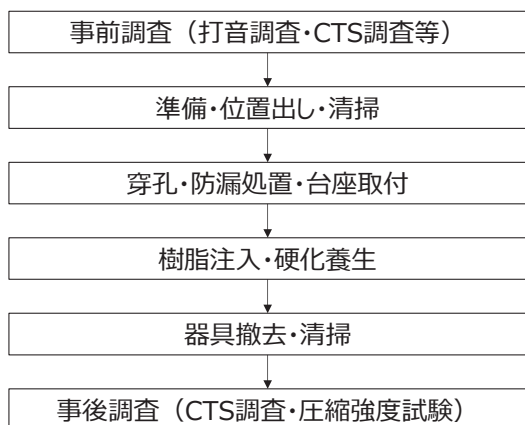 事前調査（打音調査･CTS調査等）
準備･位置出し･清掃
穿孔･防漏処置･台座取付
樹脂注入･硬化養生
器具撤去･清掃
事後調査（CTS調査･圧縮強度試験）